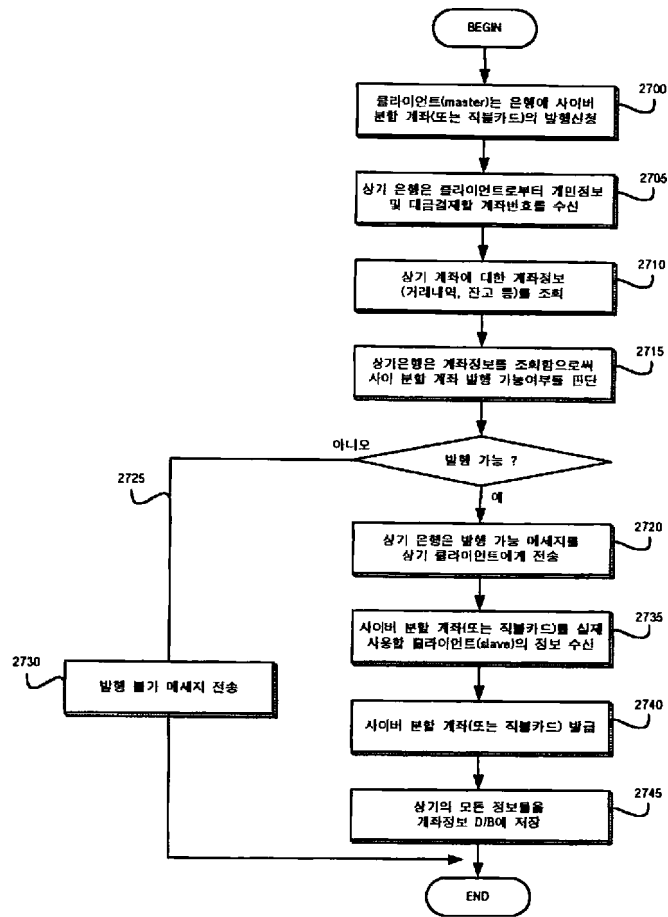 BEGIN
2700
클라이언트(master)는 은행에 사이버
분할 계좌(또는 직불카드)의 발행신청
2705
상기 은행은 클라이언트로부터 개인정보
및 대금결제할 계좌번호를 수신
2710
상기 계좌에 대한 계좌정보
(거래내역, 잔고 등)를 조회
2715
상기은행은 계좌정보를 조회함으로써
사이 분할 계좌 발행 가능여부를 판단
아니오
발행 가능 ?
2725
예
2720
상기 은행은 발행 가능 메세지를
상기 클라이언트에게 전송
2735
사이버 분할 계좌(또는 직불카드)를 실제
사용할 클라이언트(slave)의 정보 수신
2730
발행 불가 메세지 전송
2740
사이버 분할 계좌(또는 직불카드) 발급
2745
상기의 모든 정보들을
계좌정보 D/B에 저장
END